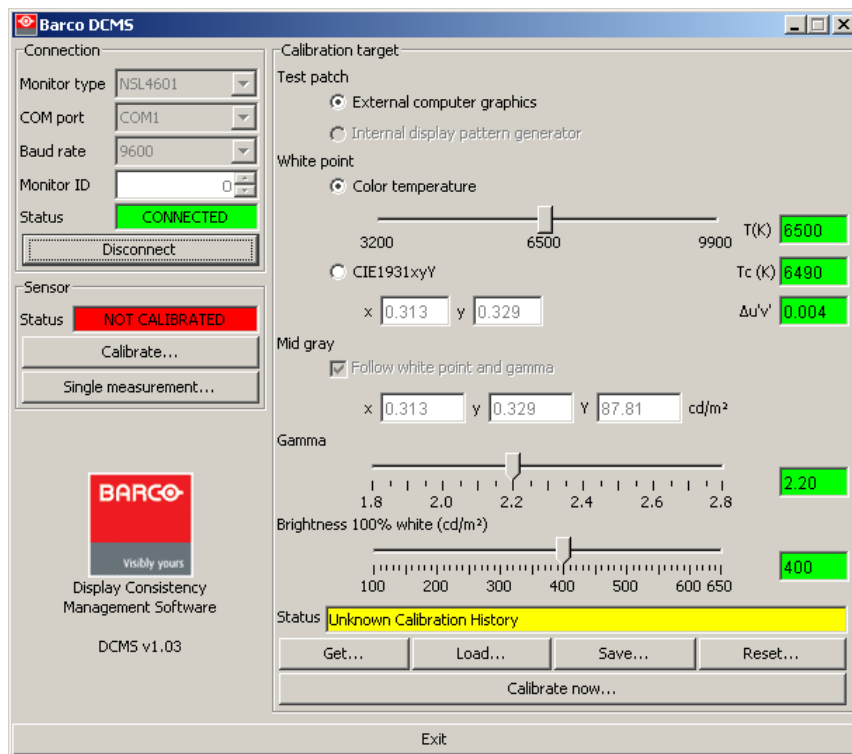 Barco DCMS
Connection
Monitor type NSL4601
COM port COM1
Baud rate 9600
Monitor ID 0
Status CONNECTED
Disconnect
Sensor
Status NOT CALIBRATED
Calibrate...
Single measurement...
BARCO
Visibly yours
Display Consistency
Management Software
DCMS v1.03
Calibration target
Test patch
External computer graphics
Internal display pattern generator
White point
Color temperature
3200 6500 9900
T(K) 6500
CIE1931xyY
Tc (K) 6490
x 0.313 y 0.329
Δu'v' 0.004
Mid gray
Follow white point and gamma
x 0.313 y 0.329 Y 87.81 cd/m²
Gamma
1.8 2.0 2.2 2.4 2.6 2.8
2.20
Brightness 100% white (cd/m²)
100 200 300 400 500 600 650
400
Status Unknown Calibration History
Get... Load... Save... Reset...
Calibrate now...
Exit